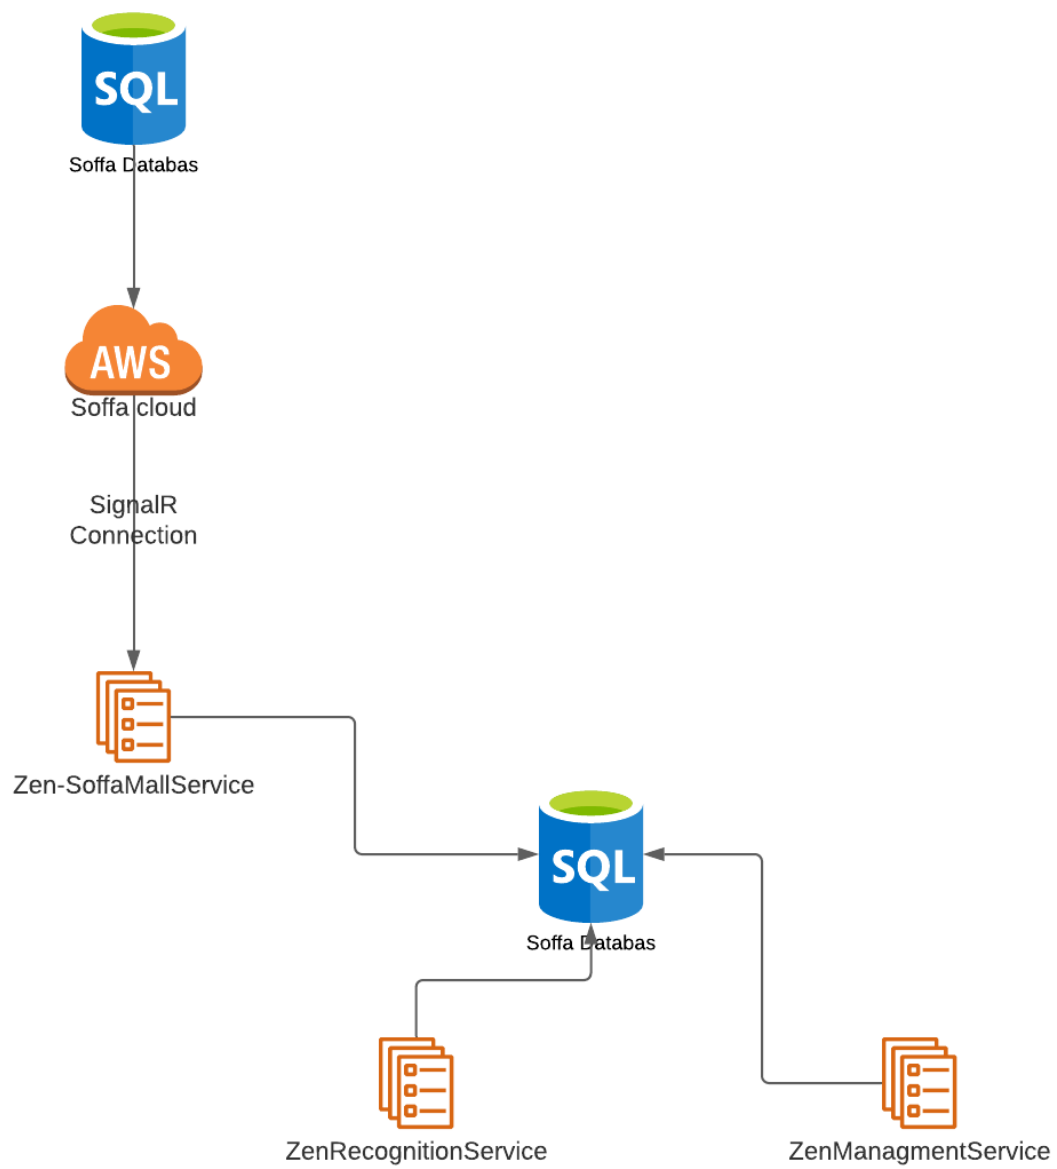 SQL
Soffa Databas
AWS
Soffa cloud
SignalR
Connection
Zen-SoffaMallService
SQL
Soffa Databas
ZenRecognitionService
ZenManagmentService